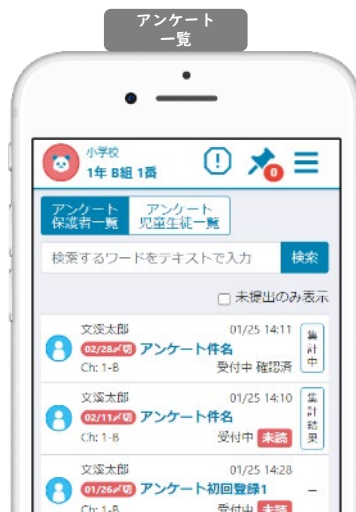 アンケート
一覧
小学校
1年 B組 1番
0
アンケート
保護者一覧
アンケート
児童生徒一覧
検索するワードをテキストで入力
検索
未提出のみ表示
文溪太郎
01/25 14:11
02/28〆切 アンケート件名
Ch: 1-B
受付中 確認済
集計中
文溪太郎
01/25 14:10
02/11〆切 アンケート件名
Ch: 1-B
受付中 未読
集計結果
文溪太郎
01/25 14:28
01/26〆切 アンケート初回登録1
–
Ch: 1-B
受付中 未読